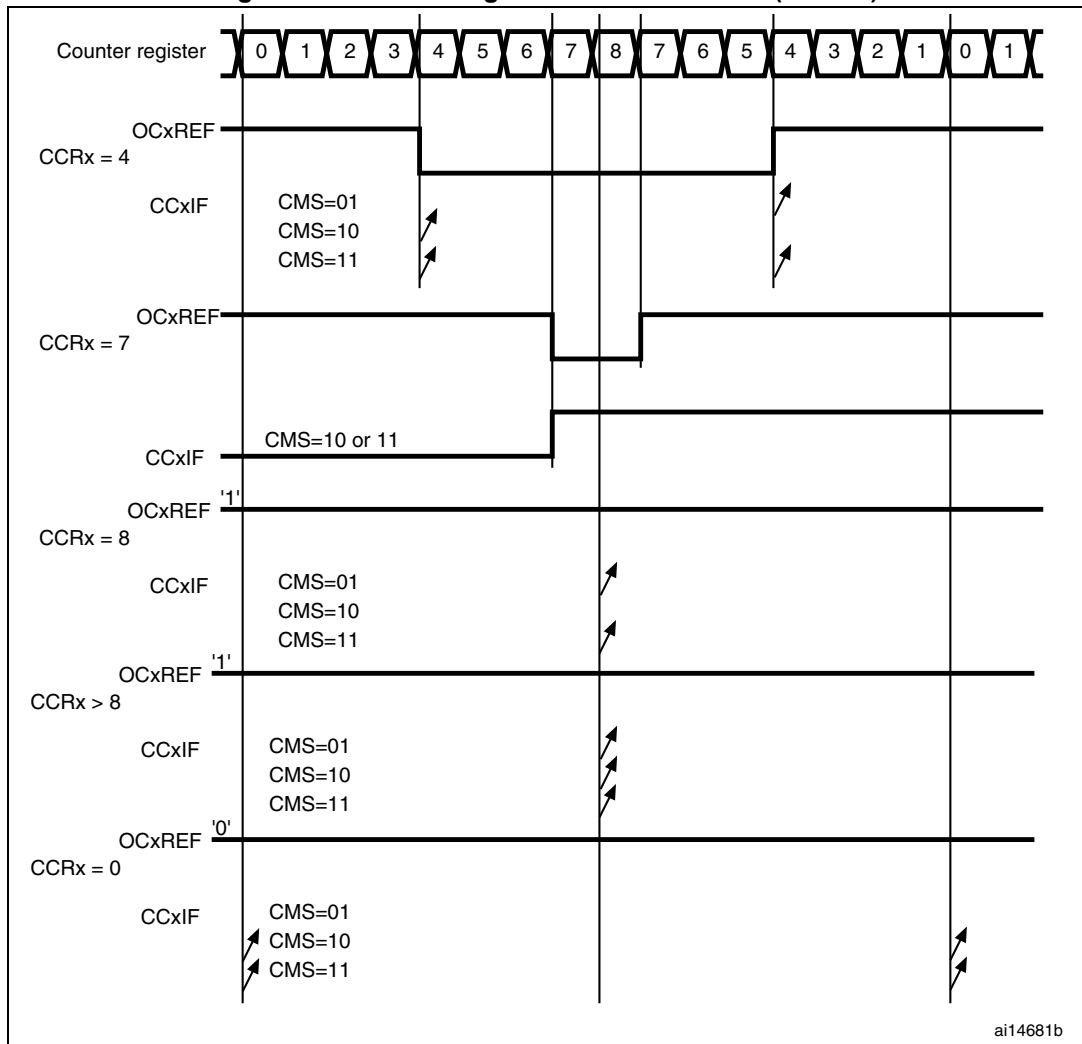 Counter register 0 1 2 3 4 5 6 7 8 7 6 5 4 3 2 1 0 1
OCxREF
CCRx = 4
CCxIF CMS=01
CMS=10
CMS=11
OCxREF
CCRx = 7
CMS=10 or 11
CCxIF
'1'
OCxREF
CCRx = 8
CCxIF CMS=01
CMS=10
CMS=11
'1'
OCxREF
CCRx > 8
CCxIF CMS=01
CMS=10
CMS=11
'0'
OCxREF
CCRx = 0
CCxIF CMS=01
CMS=10
CMS=11
ai14681b